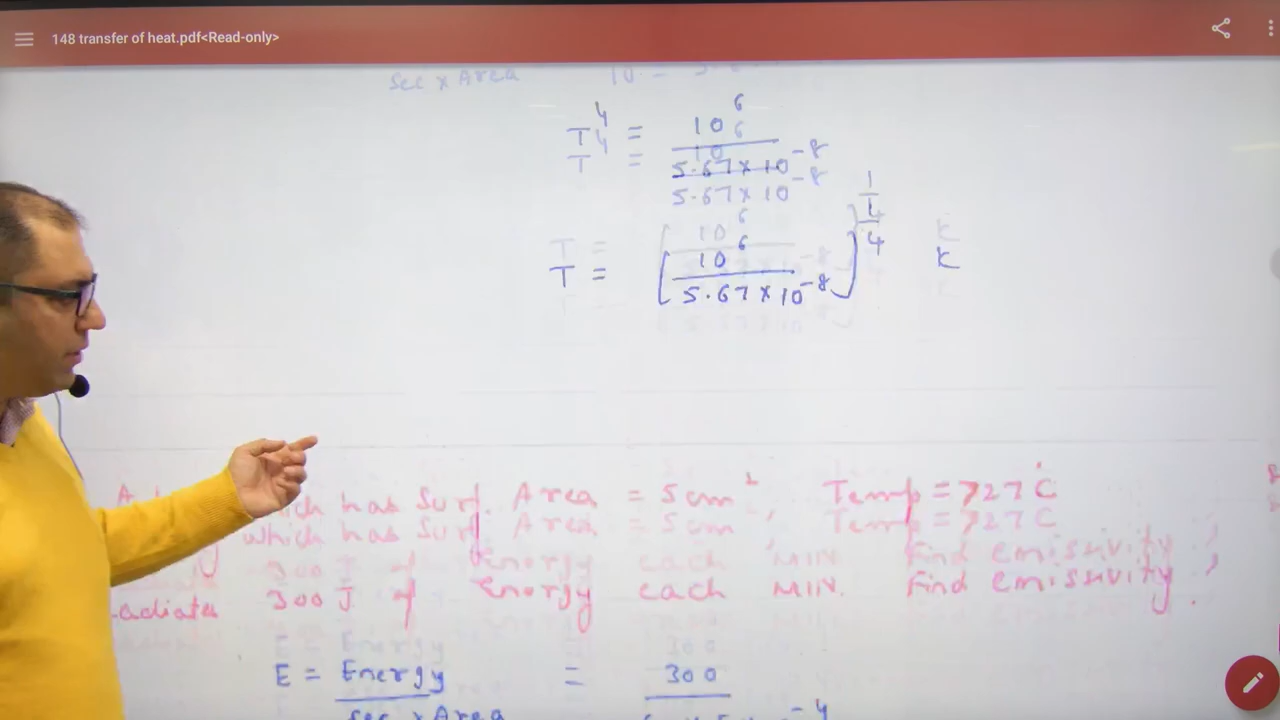 148 transfer of heat.pdf<Read-only>
sec x Area
T⁴ = 10⁶
5.67 x 10⁻⁸
T = [ 10⁶ / 5.67 x 10⁻⁸ ]^1/4 K
which has Surf. Area = 5 cm², Temp = 727°C
300 J of Energy each MIN. Find emissivity.
E = Energy = 300
sec x Area